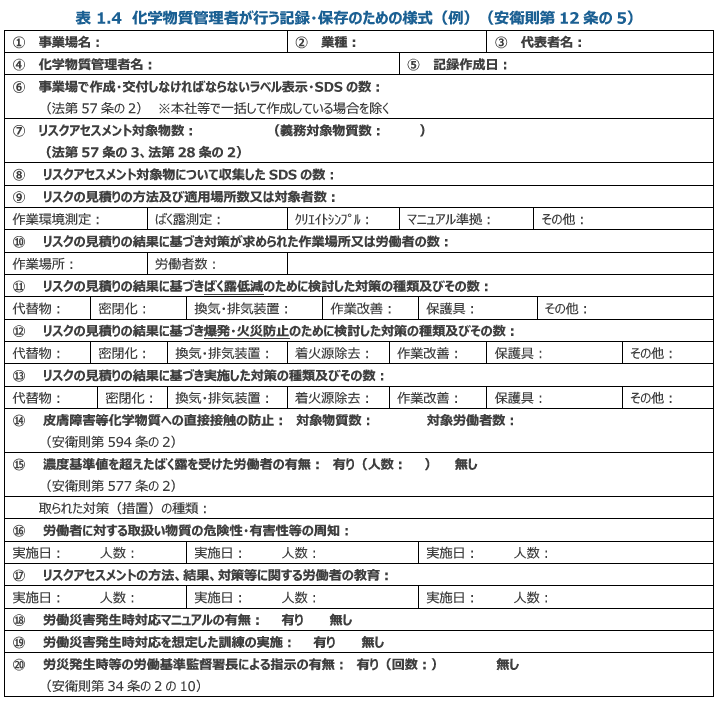 表 1.4 化学物質管理者が行う記録・保存のための様式（例）（安衛則第 12 条の 5）
① 事業場名： ② 業種： ③ 代表者名：
④ 化学物質管理者名： ⑤ 記録作成日：
⑥ 事業場で作成・交付しなければならないラベル表示・SDS の数：
（法第 57 条の 2） ※本社等で一括して作成している場合を除く
⑦ リスクアセスメント対象物数： （義務対象物質数： ）
（法第 57 条の 3、法第 28 条の 2）
⑧ リスクアセスメント対象物について収集した SDS の数：
⑨ リスクの見積りの方法及び適用場所数又は対象者数：
作業環境測定： ばく露測定： ｸﾘｴｲﾄｼﾝﾌﾟﾙ： マニュアル準拠： その他：
⑩ リスクの見積りの結果に基づき対策が求められた作業場所又は労働者の数：
作業場所： 労働者数：
⑪ リスクの見積りの結果に基づきばく露低減のために検討した対策の種類及びその数：
代替物： 密閉化： 換気・排気装置： 作業改善： 保護具： その他：
⑫ リスクの見積りの結果に基づき爆発・火災防止のために検討した対策の種類及びその数：
代替物： 密閉化： 換気・排気装置： 着火源除去： 作業改善： 保護具： その他：
⑬ リスクの見積りの結果に基づき実施した対策の種類及びその数：
代替物： 密閉化： 換気・排気装置： 着火源除去： 作業改善： 保護具： その他：
⑭ 皮膚障害等化学物質への直接接触の防止： 対象物質数： 対象労働者数：
（安衛則第 594 条の 2）
⑮ 濃度基準値を超えたばく露を受けた労働者の有無： 有り（人数： ） 無し
（安衛則第 577 条の 2）
取られた対策（措置）の種類：
⑯ 労働者に対する取扱い物質の危険性・有害性等の周知：
実施日： 人数： 実施日： 人数： 実施日： 人数：
⑰ リスクアセスメントの方法、結果、対策等に関する労働者の教育：
実施日： 人数： 実施日： 人数： 実施日： 人数：
⑱ 労働災害発生時対応マニュアルの有無： 有り 無し
⑲ 労働災害発生時対応を想定した訓練の実施： 有り 無し
⑳ 労災発生時等の労働基準監督署長による指示の有無： 有り（回数：） 無し
（安衛則第 34 条の 2 の 10）